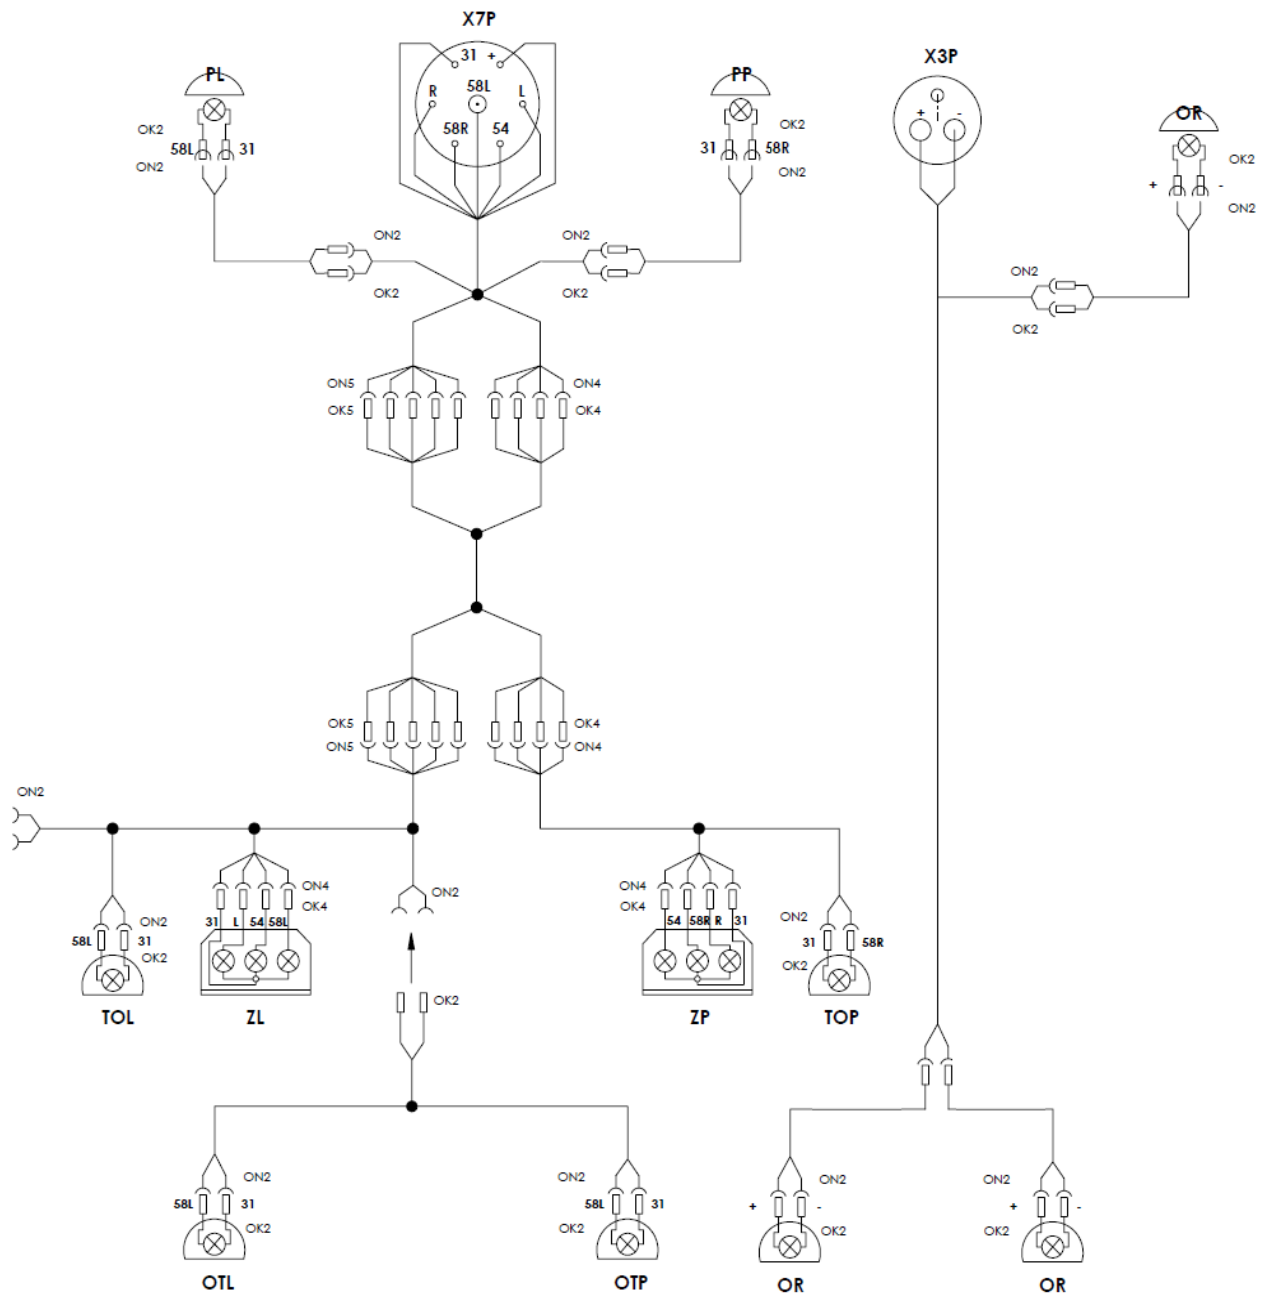 X7P
X3P
PL
31 +
PP
R
58L
L
OR
+ -
OK2
58R 54
OK2
58L 31
31 58R
OK2
ON2
ON2
+ -
ON2
ON2
ON2
OK2
OK2
ON2
OK2
ON5
ON4
OK5
OK4
OK5
OK4
ON5
ON4
ON2
ON4
ON2
ON4
OK4
OK4
ON2
ON2
31 L 54 58L
54 58R R 31
58L 31
31 58R
OK2
OK2
OK2
TOL
ZL
ZP
TOP
ON2
ON2
ON2
ON2
58L 31
58L 31
+ -
+ -
OK2
OK2
OK2
OK2
OTL
OTP
OR
OR